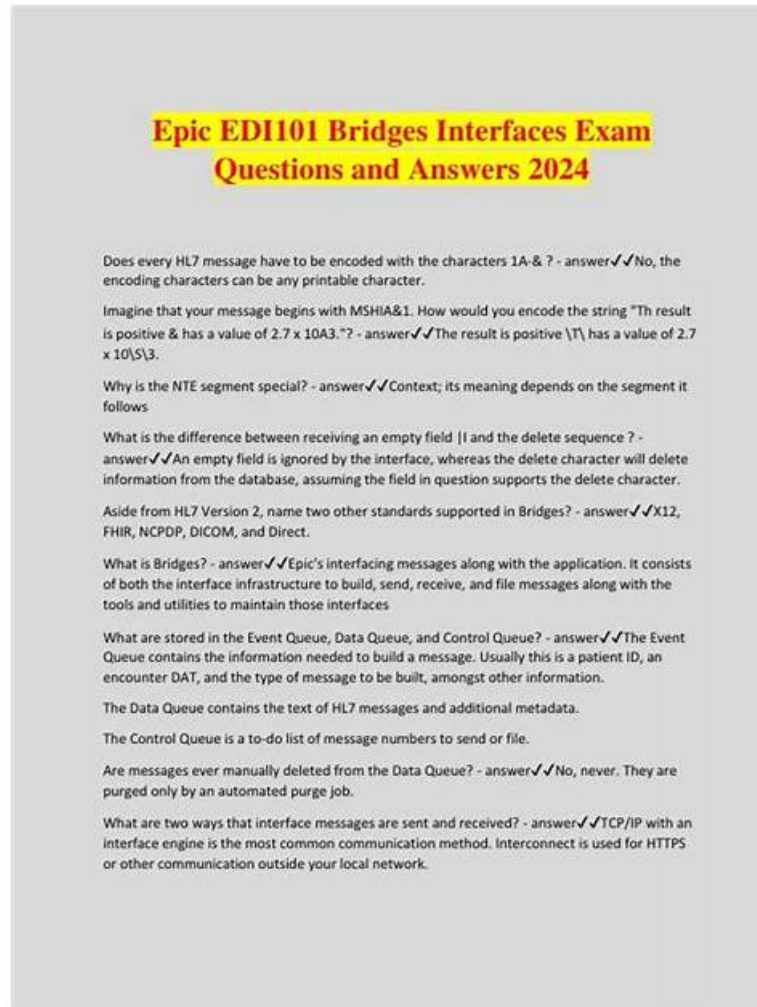 Epic EDI101 Bridges Interfaces Exam
Questions and Answers 2024
Does every HL7 message have to be encoded with the characters 1A-& ? - answer✓✓No, the
encoding characters can be any printable character.
Imagine that your message begins with MSHIA&1. How would you encode the string "Th result
is positive & has a value of 2.7 x 10A3."? - answer✓✓The result is positive \T\ has a value of 2.7
x 10\S\3.
Why is the NTE segment special? - answer✓✓Context; its meaning depends on the segment it
follows
What is the difference between receiving an empty field |I and the delete sequence ? -
answer✓✓An empty field is ignored by the interface, whereas the delete character will delete
information from the database, assuming the field in question supports the delete character.
Aside from HL7 Version 2, name two other standards supported in Bridges? - answer✓✓X12,
FHIR, NCPDP, DICOM, and Direct.
What is Bridges? - answer✓✓Epic's interfacing messages along with the application. It consists
of both the interface infrastructure to build, send, receive, and file messages along with the
tools and utilities to maintain those interfaces
What are stored in the Event Queue, Data Queue, and Control Queue? - answer✓✓The Event
Queue contains the information needed to build a message. Usually this is a patient ID, an
encounter DAT, and the type of message to be built, amongst other information.
The Data Queue contains the text of HL7 messages and additional metadata.
The Control Queue is a to-do list of message numbers to send or file.
Are messages ever manually deleted from the Data Queue? - answer✓✓No, never. They are
purged only by an automated purge job.
What are two ways that interface messages are sent and received? - answer✓✓TCP/IP with an
interface engine is the most common communication method. Interconnect is used for HTTPS
or other communication outside your local network.